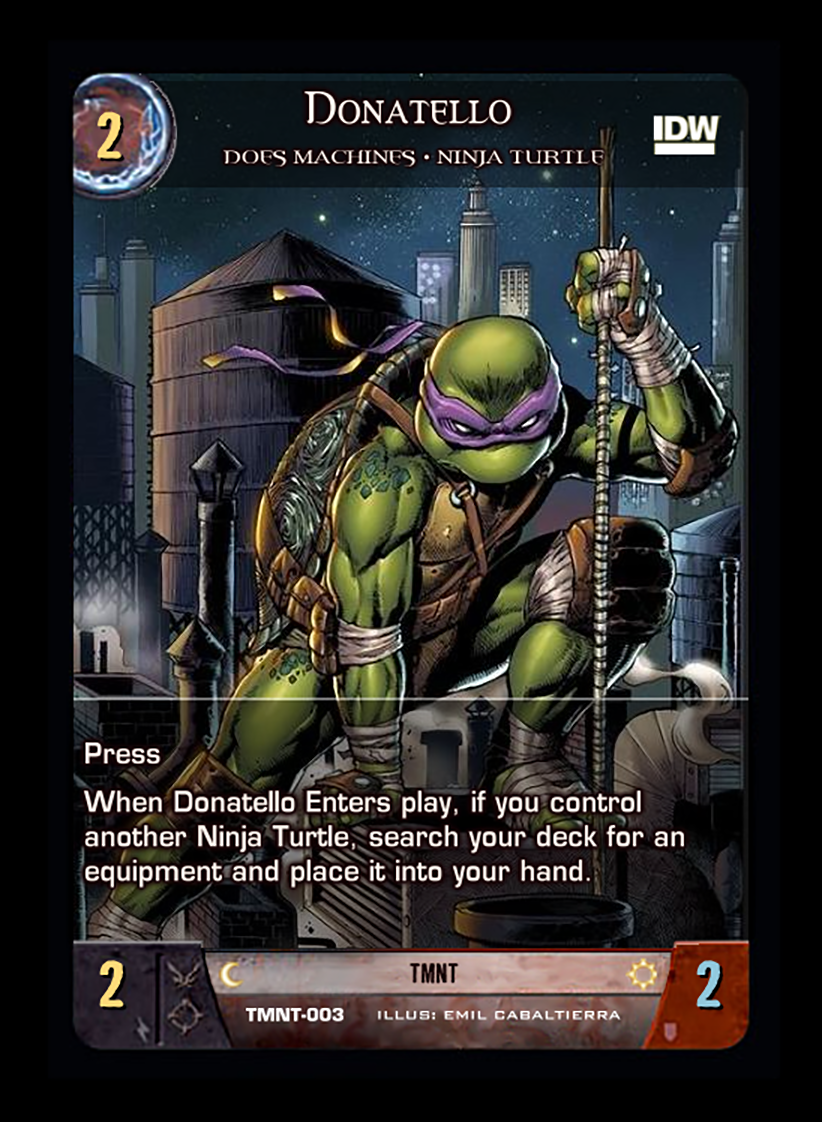 2
Donatello
IDW
Does Machines • Ninja Turtle
Press
When Donatello Enters play, if you control
another Ninja Turtle, search your deck for an
equipment and place it into your hand.
2
TMNT
2
TMNT-003 ILLUS: EMIL CABALTIERRA